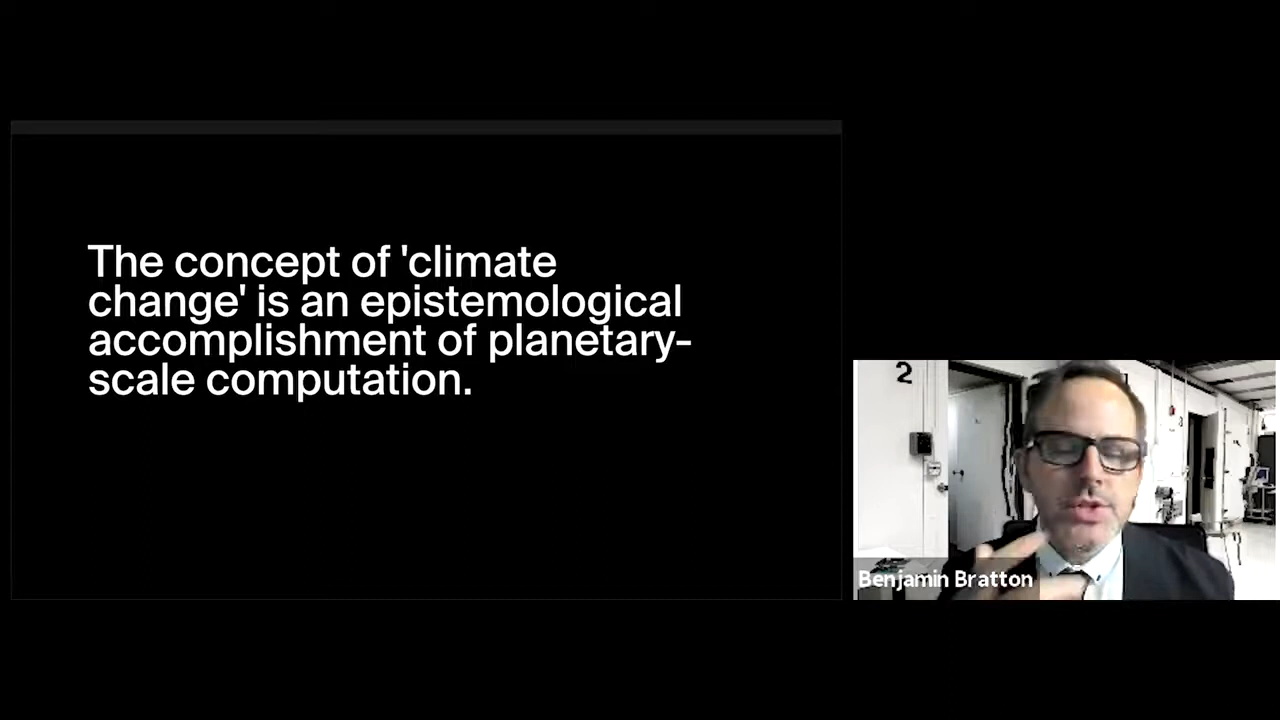 The concept of 'climate
change' is an epistemological
accomplishment of planetary-
scale computation.
2
Benjamin Bratton